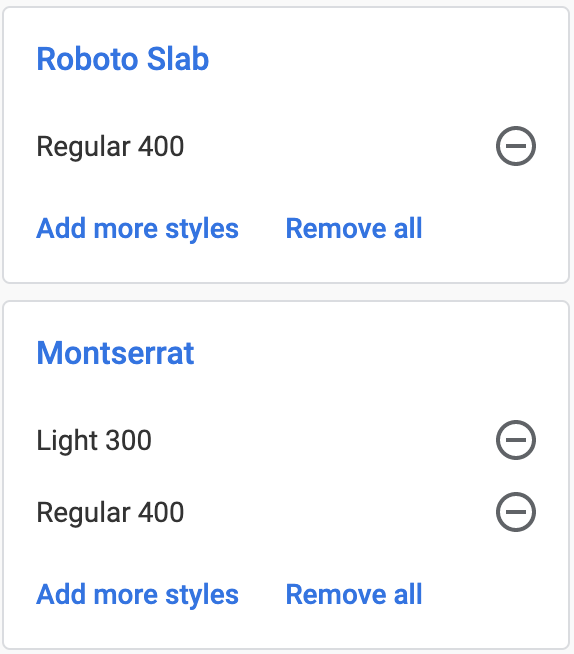 Roboto Slab
Regular 400
Add more styles Remove all
Montserrat
Light 300
Regular 400
Add more styles Remove all